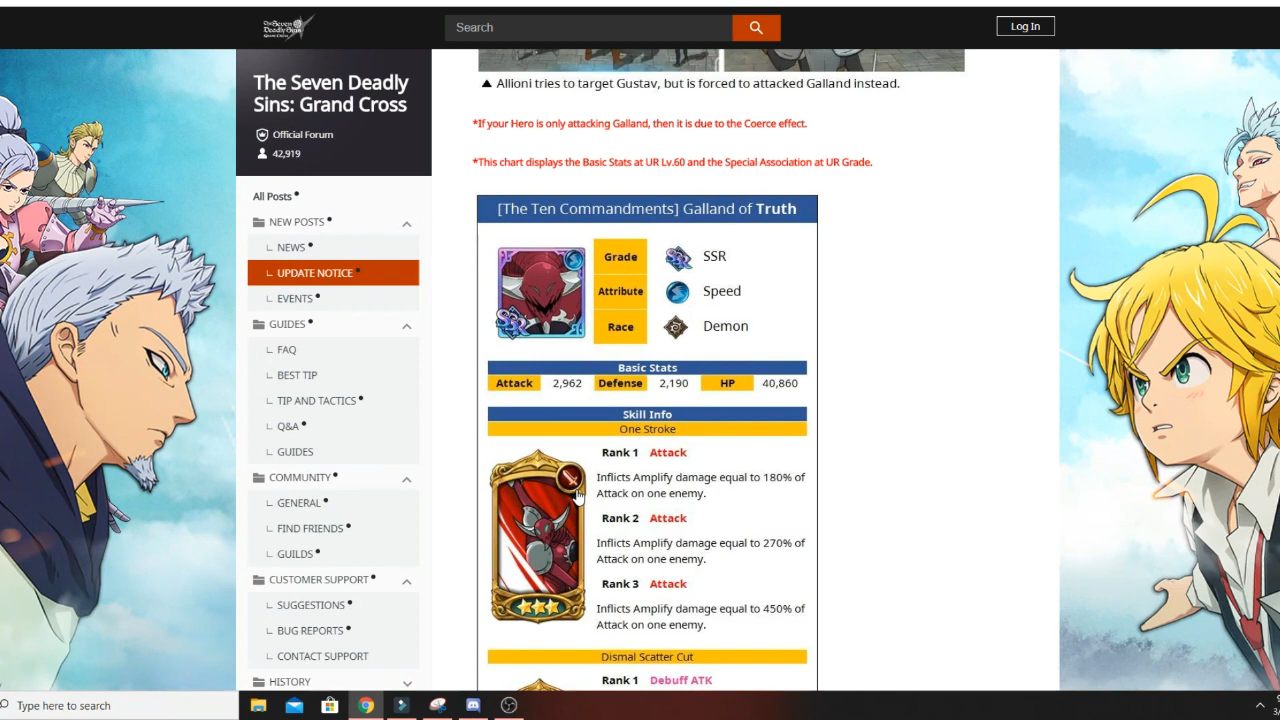 The Seven
Deadly Sins
Search
Log In
The Seven Deadly
Sins: Grand Cross
Official Forum
42,919
All Posts
NEW POSTS
NEWS
UPDATE NOTICE
EVENTS
GUIDES
FAQ
BEST TIP
TIP AND TACTICS
Q&A
GUIDES
COMMUNITY
GENERAL
FIND FRIENDS
GUILDS
CUSTOMER SUPPORT
SUGGESTIONS
BUG REPORTS
CONTACT SUPPORT
HISTORY
▲ Allioni tries to target Gustav, but is forced to attacked Galland instead.
*If your Hero is only attacking Galland, then it is due to the Coerce effect.
*This chart displays the Basic Stats at UR Lv.60 and the Special Association at UR Grade.
[The Ten Commandments] Galland of Truth
Grade SSR
Attribute Speed
Race Demon
Basic Stats
Attack 2,962 Defense 2,190 HP 40,860
Skill Info
One Stroke
Rank 1 Attack
Inflicts Amplify damage equal to 180% of
Attack on one enemy.
Rank 2 Attack
Inflicts Amplify damage equal to 270% of
Attack on one enemy.
Rank 3 Attack
Inflicts Amplify damage equal to 450% of
Attack on one enemy.
Dismal Scatter Cut
Rank 1 Debuff ATK
Type here to search